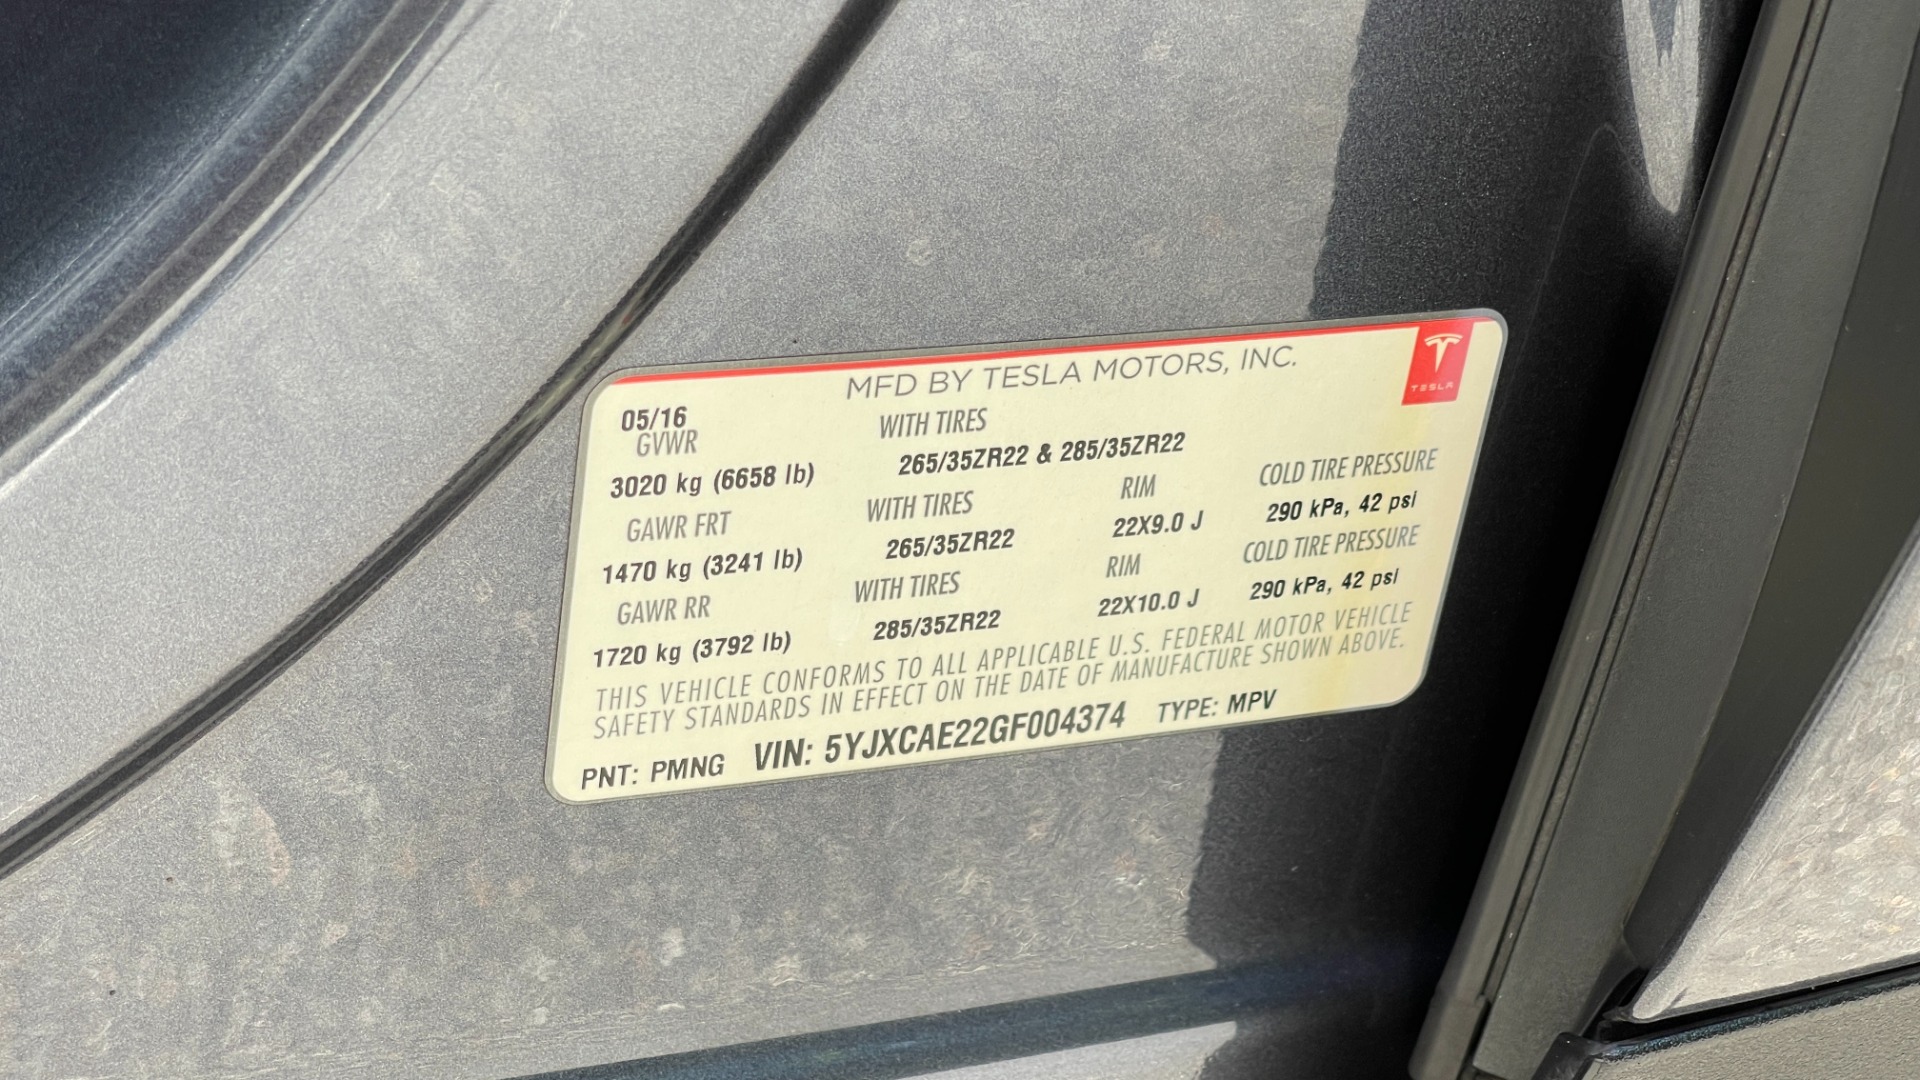 MFD BY TESLA MOTORS, INC.
TESLA
05/16
GVWR WITH TIRES
3020 kg (6658 lb) 265/35ZR22 & 285/35ZR22
GAWR FRT WITH TIRES RIM COLD TIRE PRESSURE
1470 kg (3241 lb) 265/35ZR22 22X9.0 J 290 kPa, 42 psi
GAWR RR WITH TIRES RIM COLD TIRE PRESSURE
1720 kg (3792 lb) 285/35ZR22 22X10.0 J 290 kPa, 42 psi
THIS VEHICLE CONFORMS TO ALL APPLICABLE U.S. FEDERAL MOTOR VEHICLE
SAFETY STANDARDS IN EFFECT ON THE DATE OF MANUFACTURE SHOWN ABOVE.
PNT: PMNG VIN: 5YJXCAE22GF004374 TYPE: MPV